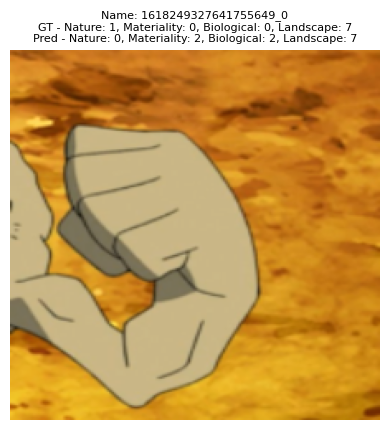 Name: 1618249327641755649_0
GT - Nature: 1, Materiality: 0, Biological: 0, Landscape: 7
Pred - Nature: 0, Materiality: 2, Biological: 2, Landscape: 7